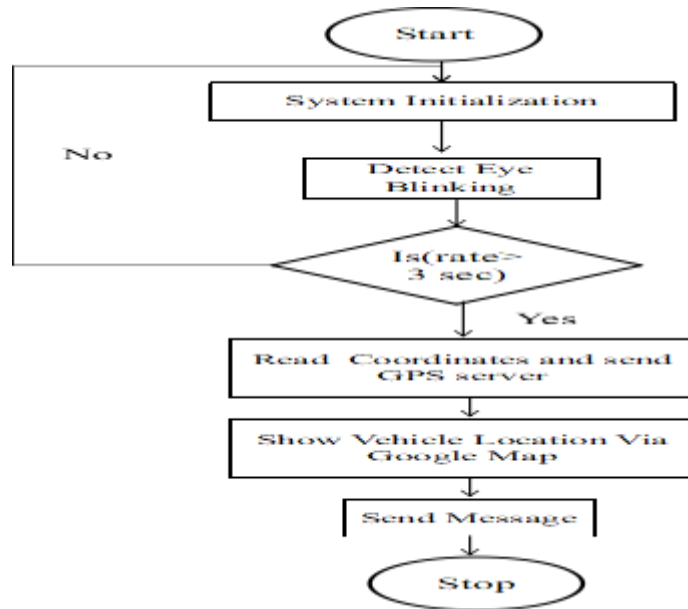 Start
System Initialization
No
Detect Eye
Blinking
Is(rate>
3 sec)
Yes
Read Coordinates and send
GPS server
Show Vehicle Location Via
Google Map
Send Message
Stop